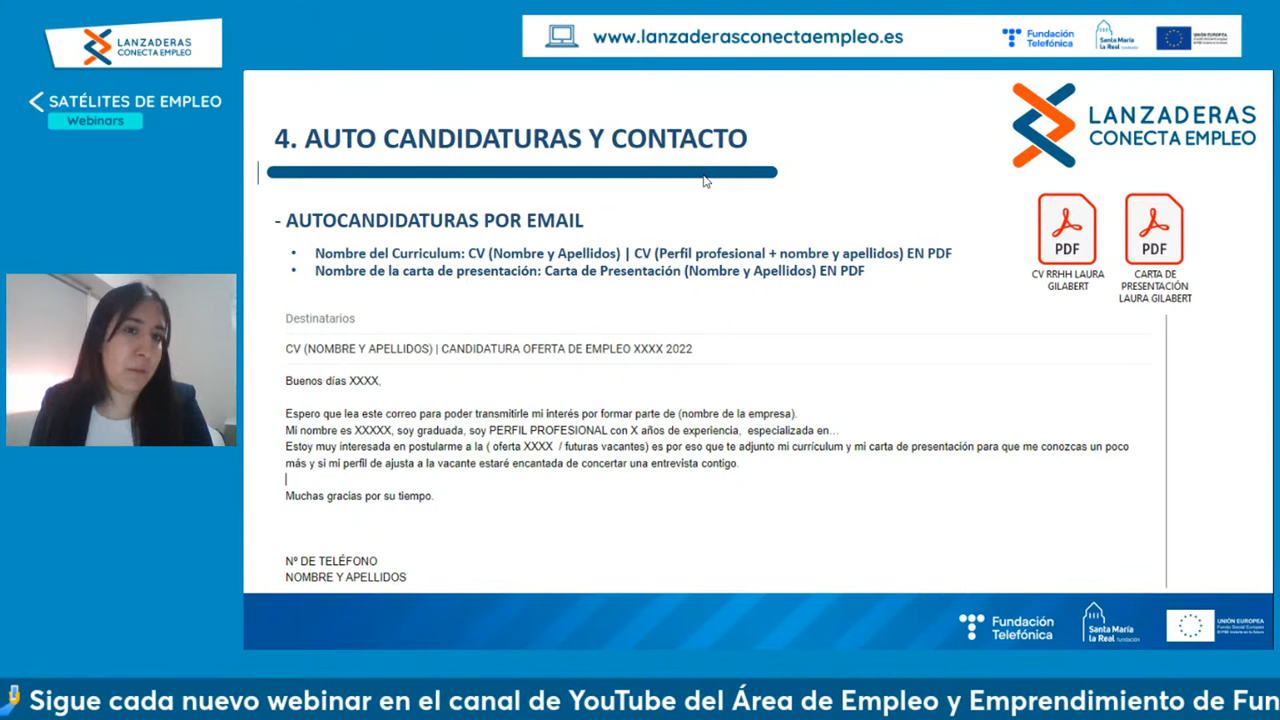 LANZADERAS
CONECTA EMPLEO
www.lanzaderasconectaempleo.es
Fundación
Telefónica
Santa María
la Real fundación
UNIÓN EUROPEA
SATÉLITES DE EMPLEO
Webinars
4. AUTO CANDIDATURAS Y CONTACTO
LANZADERAS
CONECTA EMPLEO
- AUTOCANDIDATURAS POR EMAIL
• Nombre del Curriculum: CV (Nombre y Apellidos) | CV (Perfil profesional + nombre y apellidos) EN PDF
• Nombre de la carta de presentación: Carta de Presentación (Nombre y Apellidos) EN PDF
PDF
CV RRHH LAURA
GILABERT
PDF
CARTA DE
PRESENTACIÓN
LAURA GILABERT
Destinatarios
CV (NOMBRE Y APELLIDOS) | CANDIDATURA OFERTA DE EMPLEO XXXX 2022
Buenos días XXXX,
Espero que lea este correo para poder transmitirle mi interés por formar parte de (nombre de la empresa).
Mi nombre es XXXXX, soy graduada, soy PERFIL PROFESIONAL con X años de experiencia, especializada en...
Estoy muy interesada en postularme a la ( oferta XXXX / futuras vacantes) es por eso que te adjunto mi currículum y mi carta de presentación para que me conozcas un poco
más y si mi perfil de ajusta a la vacante estaré encantada de concertar una entrevista contigo.
Muchas gracias por su tiempo.
Nº DE TELÉFONO
NOMBRE Y APELLIDOS
Fundación
Telefónica
Santa María
la Real fundación
UNIÓN EUROPEA
Fondo Social Europeo
Sigue cada nuevo webinar en el canal de YouTube del Área de Empleo y Emprendimiento de Fun